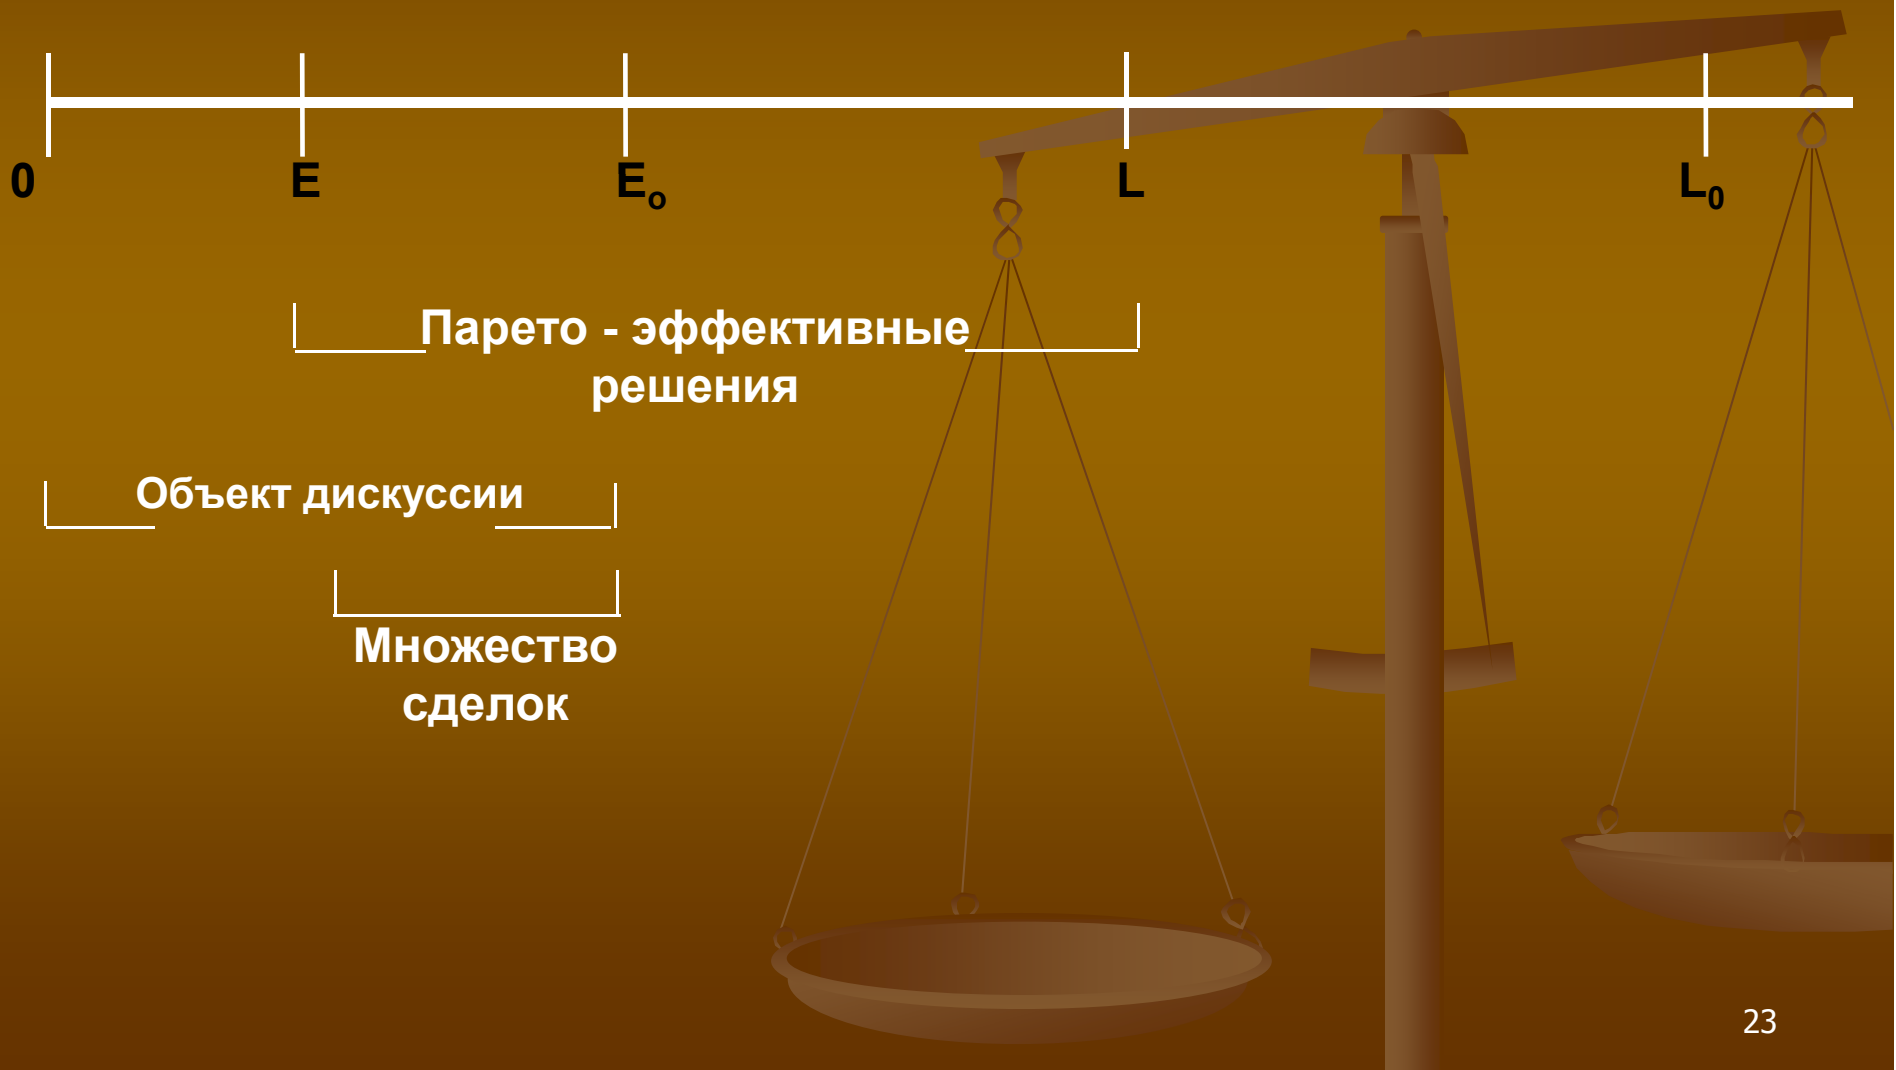 0 E Eₒ L L₀
Парето - эффективные
решения
Объект дискуссии
Множество
сделок
23